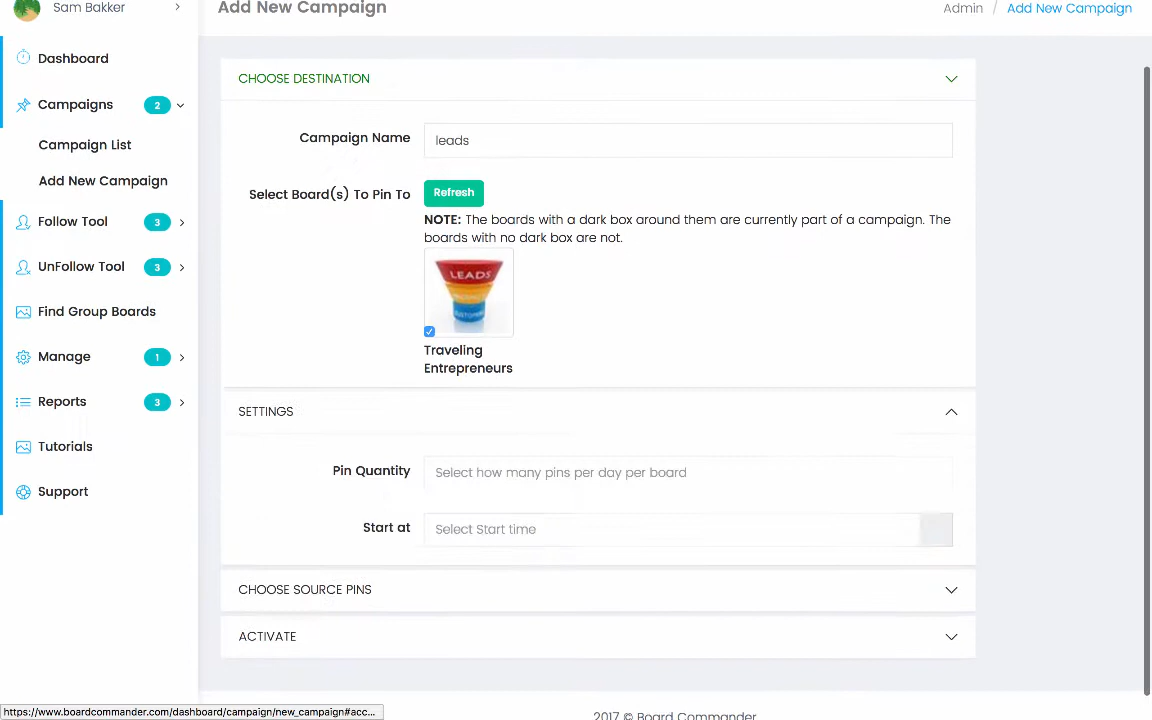 Sam Bakker
Add New Campaign
Admin / Add New Campaign
Dashboard
Campaigns 2
Campaign List
Add New Campaign
Follow Tool 3
UnFollow Tool 3
Find Group Boards
Manage 1
Reports 3
Tutorials
Support
CHOOSE DESTINATION
Campaign Name leads
Select Board(s) To Pin To Refresh
NOTE: The boards with a dark box around them are currently part of a campaign. The
boards with no dark box are not.
LEADS
Traveling
Entrepreneurs
SETTINGS
Pin Quantity Select how many pins per day per board
Start at Select Start time
CHOOSE SOURCE PINS
ACTIVATE
https://www.boardcommander.com/dashboard/campaign/new_campaign#acc...
2017 © Board Commander